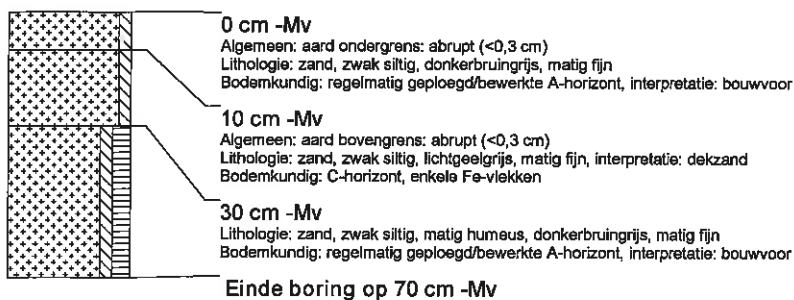 0 cm -Mv
Algemeen: aard ondergrens: abrupt (<0,3 cm)
Lithologie: zand, zwak siltig, donkerbruingrijs, matig fijn
Bodemkundig: regelmatig geploegd/bewerkte A-horizont, interpretatie: bouwvoor
10 cm -Mv
Algemeen: aard bovengrens: abrupt (<0,3 cm)
Lithologie: zand, zwak siltig, lichtgeelgrijs, matig fijn, interpretatie: dekzand
Bodemkundig: C-horizont, enkele Fe-vlekken
30 cm -Mv
Lithologie: zand, zwak siltig, matig humeus, donkerbruingrijs, matig fijn
Bodemkundig: regelmatig geploegd/bewerkte A-horizont, interpretatie: bouwvoor
Einde boring op 70 cm -Mv